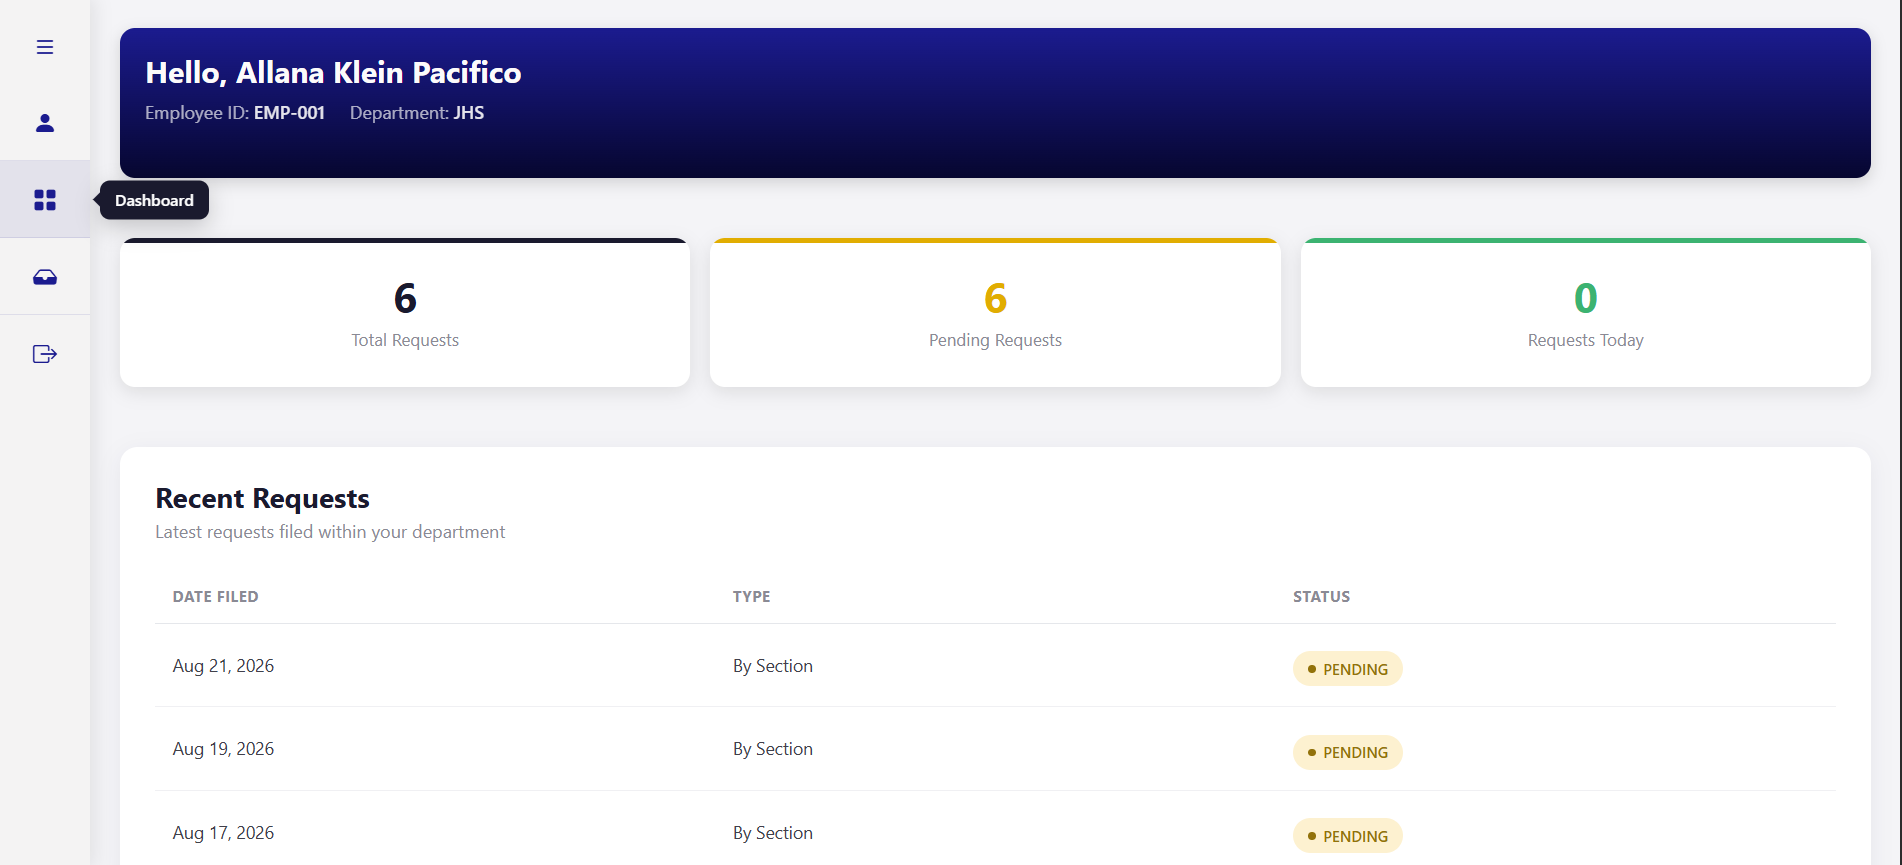 Hello, Allana Klein Pacifico
Employee ID: EMP-001 Department: JHS
Dashboard
6
Total Requests
6
Pending Requests
0
Requests Today
Recent Requests
Latest requests filed within your department
DATE FILED TYPE STATUS
Aug 21, 2026 By Section PENDING
Aug 19, 2026 By Section PENDING
Aug 17, 2026 By Section PENDING